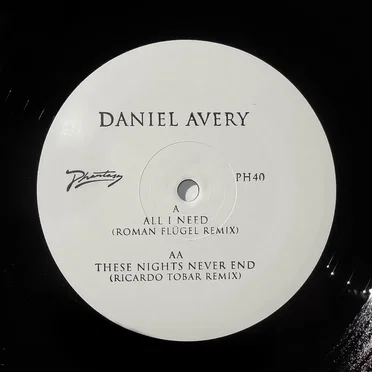 DANIEL AVERY
Phantasy
PH40
A
ALL I NEED
(ROMAN FLÜGEL REMIX)
AA
THESE NIGHTS NEVER END
(RICARDO TOBAR REMIX)